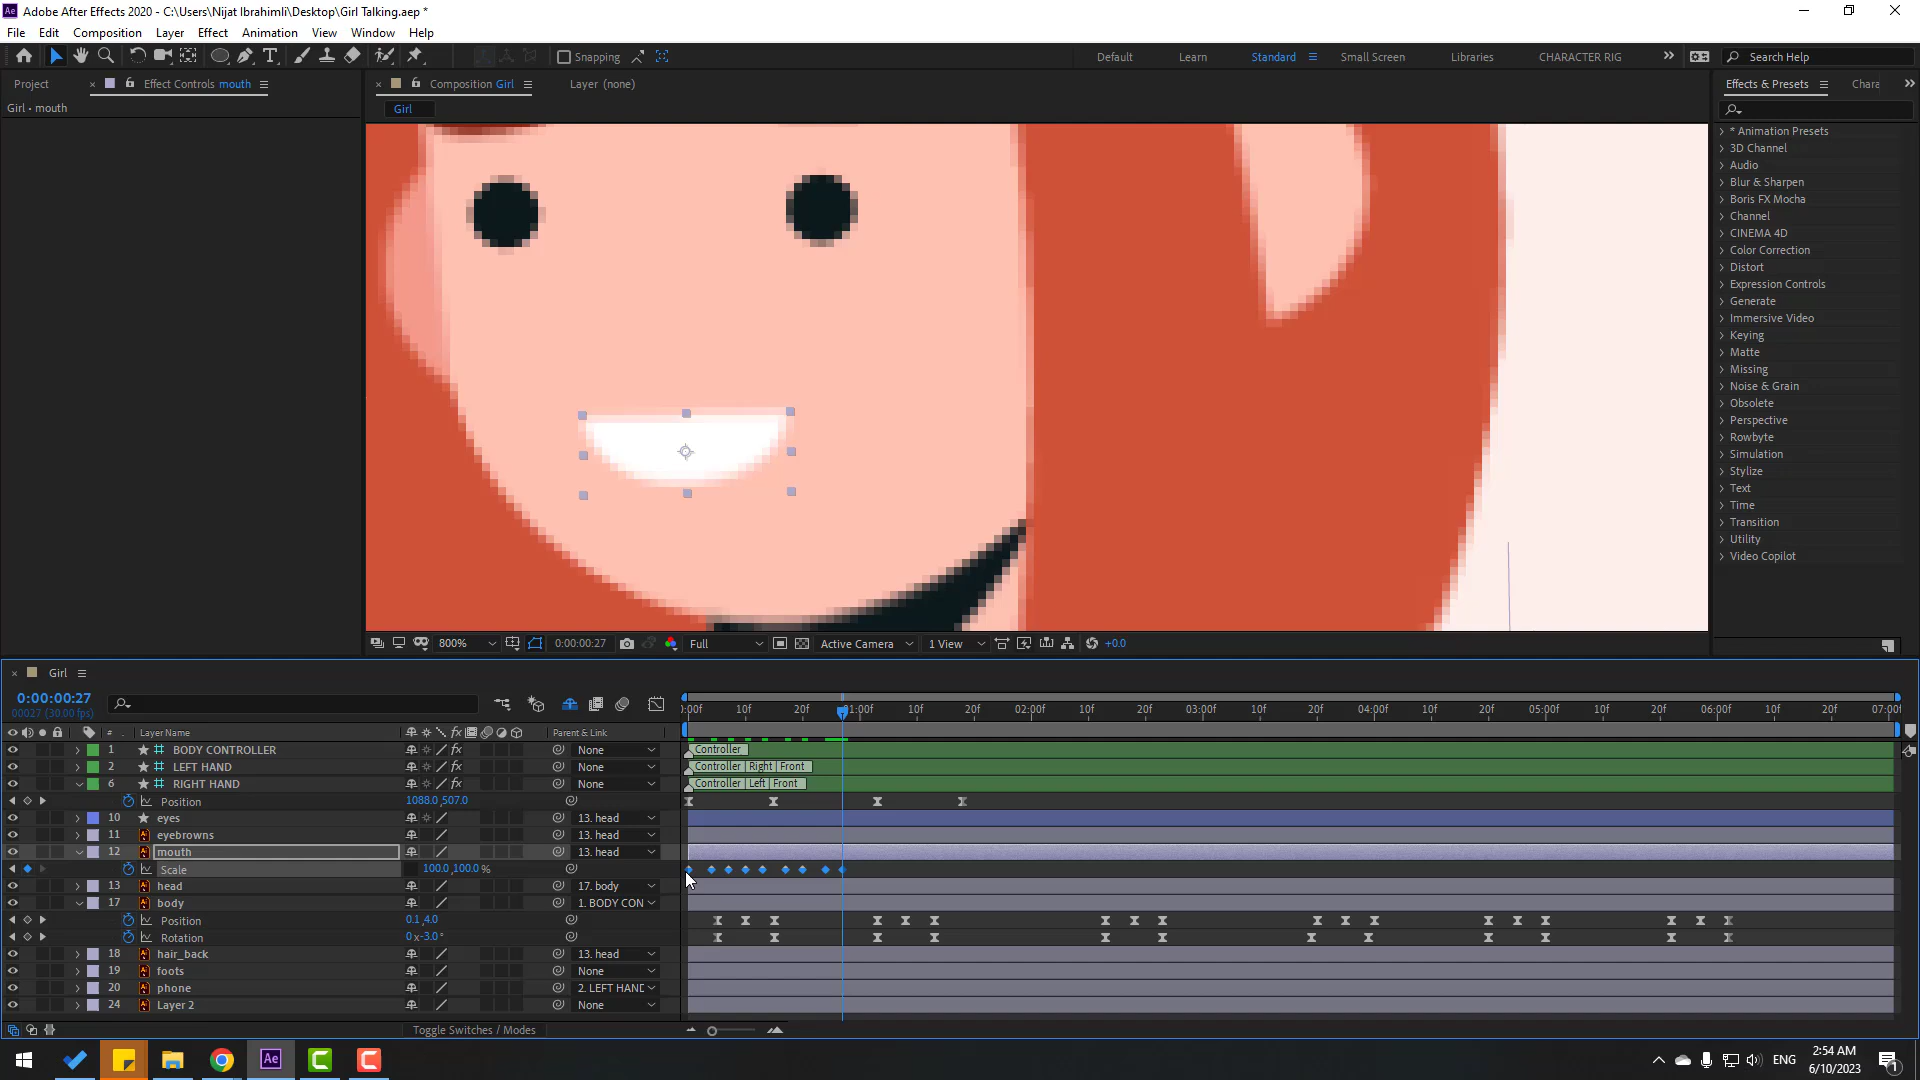 Adobe After Effects 2020 - C:\Users\Nijat Ibrahimli\Desktop\Girl Talking.aep *
File Edit Composition Layer Effect Animation View Window Help
Snapping Default Learn Standard Small Screen Libraries CHARACTER RIG Search Help
Project Effect Controls mouth Composition Girl Layer (none) Effects & Presets Chara
Girl • mouth
Girl
* Animation Presets
3D Channel
Audio
Blur & Sharpen
Boris FX Mocha
Channel
CINEMA 4D
Color Correction
Distort
Expression Controls
Generate
Immersive Video
Keying
Matte
Missing
Noise & Grain
Obsolete
Perspective
Rowbyte
Simulation
Stylize
Text
Time
Transition
Utility
Video Copilot
800% 0:00:00:27 Full Active Camera 1 View +0.0
Girl
0:00:00:27
00027 (30.00 fps)
:00f 10f 20f 01:00f 10f 20f 02:00f 10f 20f 03:00f 10f 20f 04:00f 10f 20f 05:00f 10f 20f 06:00f 10f 20f 07:00f
# Layer Name Parent & Link
1 BODY CONTROLLER None Controller
2 LEFT HAND None Controller | Right | Front
6 RIGHT HAND None Controller | Left | Front
Position 1088.0,507.0
10 eyes 13. head
11 eyebrowns 13. head
12 mouth 13. head
Scale 100.0,100.0 %
13 head 17. body
17 body 1. BODY CON
Position 0.1,4.0
Rotation 0x-3.0°
18 hair_back 13. head
19 foots None
20 phone 2. LEFT HAND
24 Layer 2 None
Toggle Switches / Modes
Ae ENG 2:54 AM
6/10/2023 1